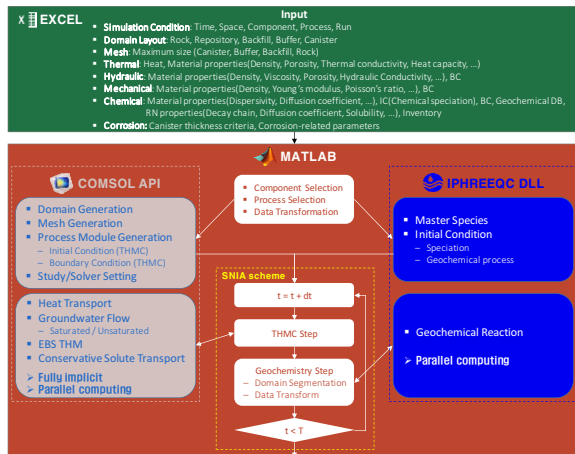 X EXCEL
Input
▪ Simulation Condition: Time, Space, Component, Process, Run
▪ Domain Layout: Rock, Repository, Backfill, Buffer, Canister
▪ Mesh: Maximum size (Canister, Buffer, Backfill, Rock)
▪ Thermal: Heat, Material properties(Density, Porosity, Thermal conductivity, Heat capacity, ...)
▪ Hydraulic: Material properties(Density, Viscosity, Porosity, Hydraulic Conductivity, ...), BC
▪ Mechanical: Material properties(Density, Young's modulus, Poisson's ratio, ...), BC
▪ Chemical: Material properties(Dispersivity, Diffusion coefficient, ...), IC(Chemical speciation), BC, Geochemical DB,
RN properties(Decay chain, Diffusion coefficient, Solubility, ...), Inventory
▪ Corrosion: Canister thickness criteria, Corrosion-related parameters
MATLAB
COMSOL API
▪ Domain Generation
▪ Mesh Generation
▪ Process Module Generation
– Initial Condition (THMC)
– Boundary Condition (THMC)
▪ Study/Solver Setting
▪ Heat Transport
▪ Groundwater Flow
– Saturated / Unsaturated
▪ EBS THM
▪ Conservative Solute Transport
➢ Fully implicit
➢ Parallel computing
▪ Component Selection
▪ Process Selection
▪ Data Transformation
SNIA scheme
t = t + dt
THMC Step
Geochemistry Step
– Domain Segmentation
– Data Transform
t < T
IPHREEQC DLL
▪ Master Species
▪ Initial Condition
– Speciation
– Geochemical process
▪ Geochemical Reaction
➢ Parallel computing